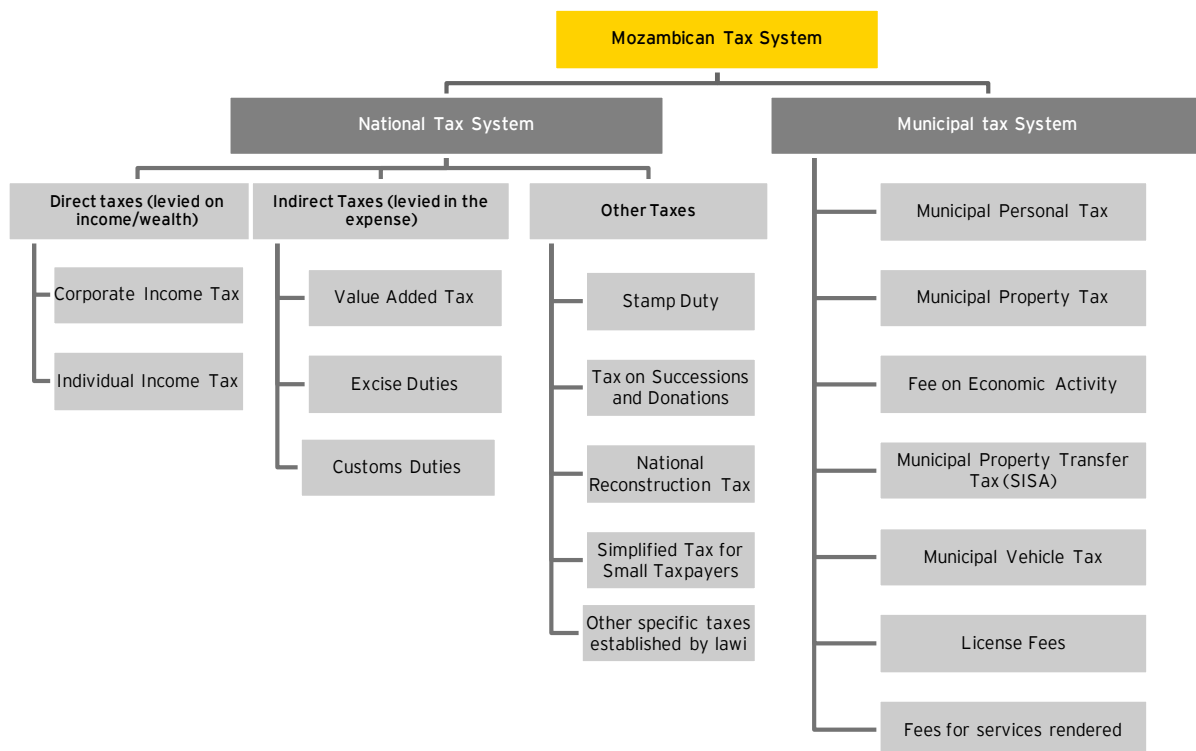 Mozambican Tax System
National Tax System
Municipal tax System
Direct taxes (levied on
income/wealth)
Indirect Taxes (levied in the
expense)
Other Taxes
Corporate Income Tax
Individual Income Tax
Value Added Tax
Excise Duties
Customs Duties
Stamp Duty
Tax on Successions
and Donations
National
Reconstruction Tax
Simplified Tax for
Small Taxpayers
Other specific taxes
established by lawi
Municipal Personal Tax
Municipal Property Tax
Fee on Economic Activity
Municipal Property Transfer
Tax (SISA)
Municipal Vehicle Tax
License Fees
Fees for services rendered